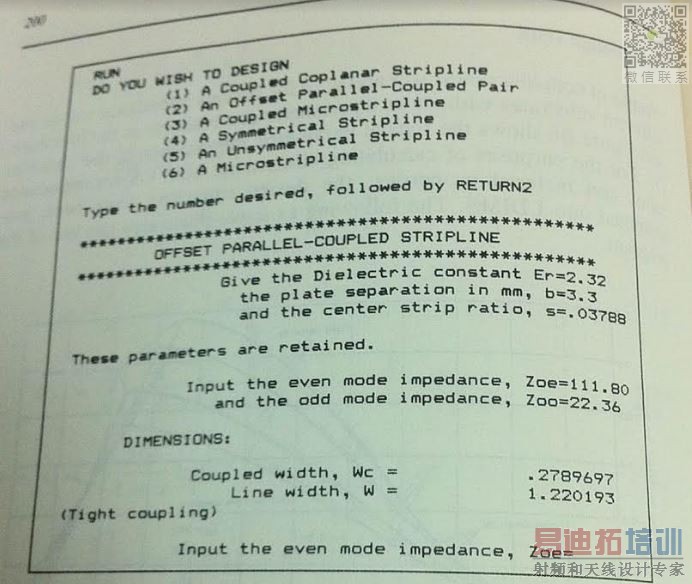 200
微信联系
RUN
DO YOU WISH TO DESIGN
(1) A Coupled Coplanar Stripline
(2) An Offset Parallel-Coupled Pair
(3) A Coupled Microstripline
(4) A Symmetrical Stripline
(5) An Unsymmetrical Stripline
(6) A Microstripline
Type the number desired, followed by RETURN2
*******************************************************
OFFSET PARALLEL-COUPLED STRIPLINE
*******************************************************
Give the Dielectric constant Er=2.32
the plate separation in mm, b=3.3
and the center strip ratio, s=.03788
These parameters are retained.
Input the even mode impedance, Zoe=111.80
and the odd mode impedance, Zoo=22.36
DIMENSIONS:
Coupled width, Wc = .2789697
Line width, W = 1.220193
(Tight coupling)
Input the even mode impedance, Zoe=
易迪拓培训
射频和天线设计专家